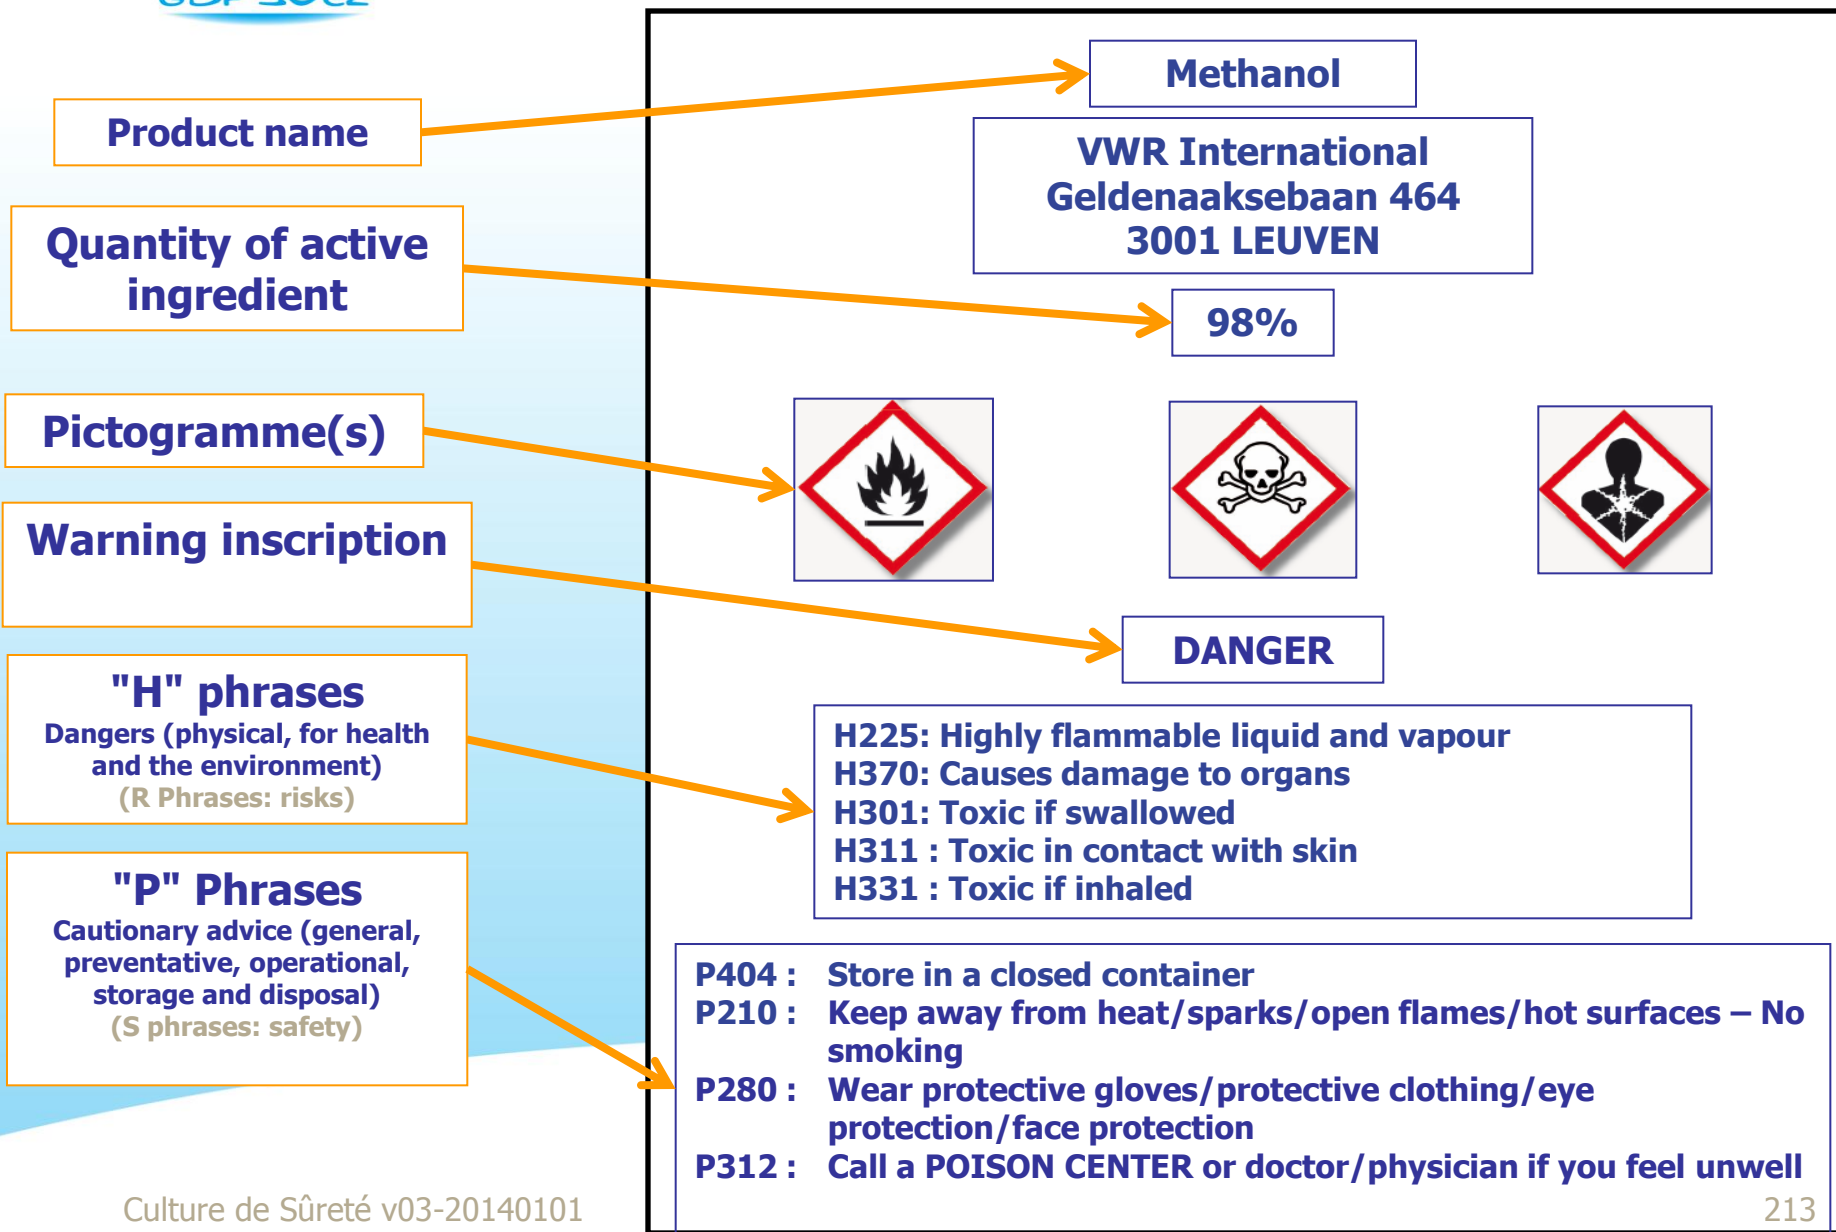 Product name
Quantity of active
ingredient
Pictogramme(s)
Warning inscription
"H" phrases
Dangers (physical, for health
and the environment)
(R Phrases: risks)
"P" Phrases
Cautionary advice (general,
preventative, operational,
storage and disposal)
(S phrases: safety)
Methanol
VWR International
Geldenaaksebaan 464
3001 LEUVEN
98%
DANGER
H225: Highly flammable liquid and vapour
H370: Causes damage to organs
H301: Toxic if swallowed
H311 : Toxic in contact with skin
H331 : Toxic if inhaled
P404 : Store in a closed container
P210 : Keep away from heat/sparks/open flames/hot surfaces – No
smoking
P280 : Wear protective gloves/protective clothing/eye
protection/face protection
P312 : Call a POISON CENTER or doctor/physician if you feel unwell
Culture de Sûreté v03-20140101
213